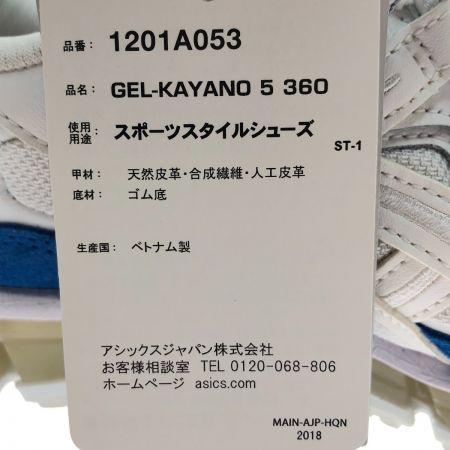 品番： 1201A053
品名： GEL-KAYANO 5 360
使用用途 スポーツスタイルシューズ
ST-1
甲材： 天然皮革・合成繊維・人工皮革
底材： ゴム底
生産国： ベトナム製
アシックスジャパン株式会社
お客様相談室 TEL 0120-068-806
ホームページ asics.com
MAIN-AJP-HQN
2018